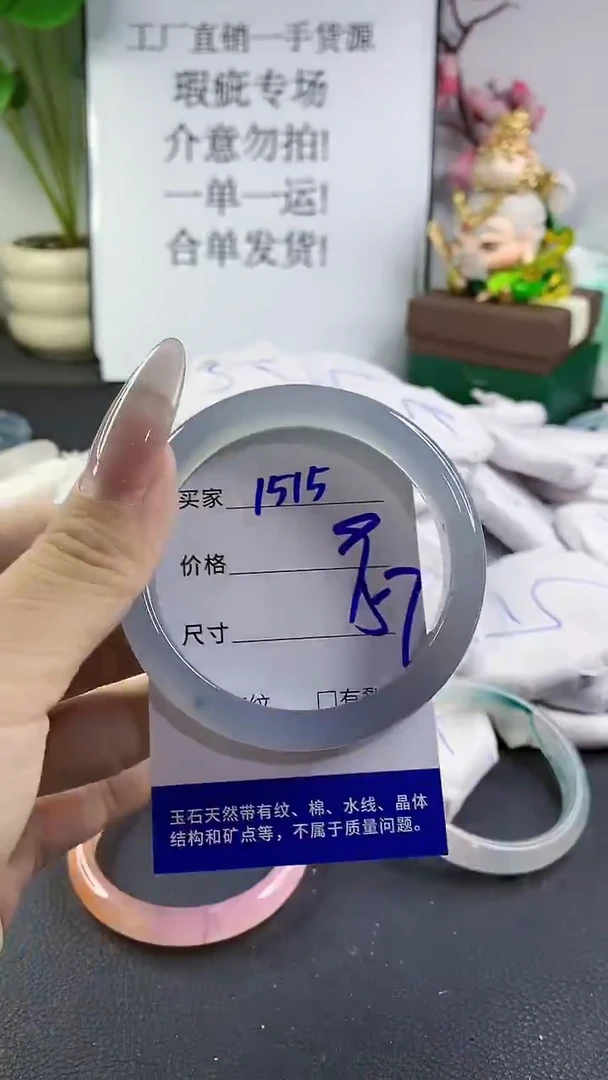 工厂直销一手货源
瑕疵专场
介意勿拍!
一单一运!
合单发货!
买家 1515
价格
尺寸 57
纹 □有裂
玉石天然带有纹、棉、水线、晶体
结构和矿点等，不属于质量问题。